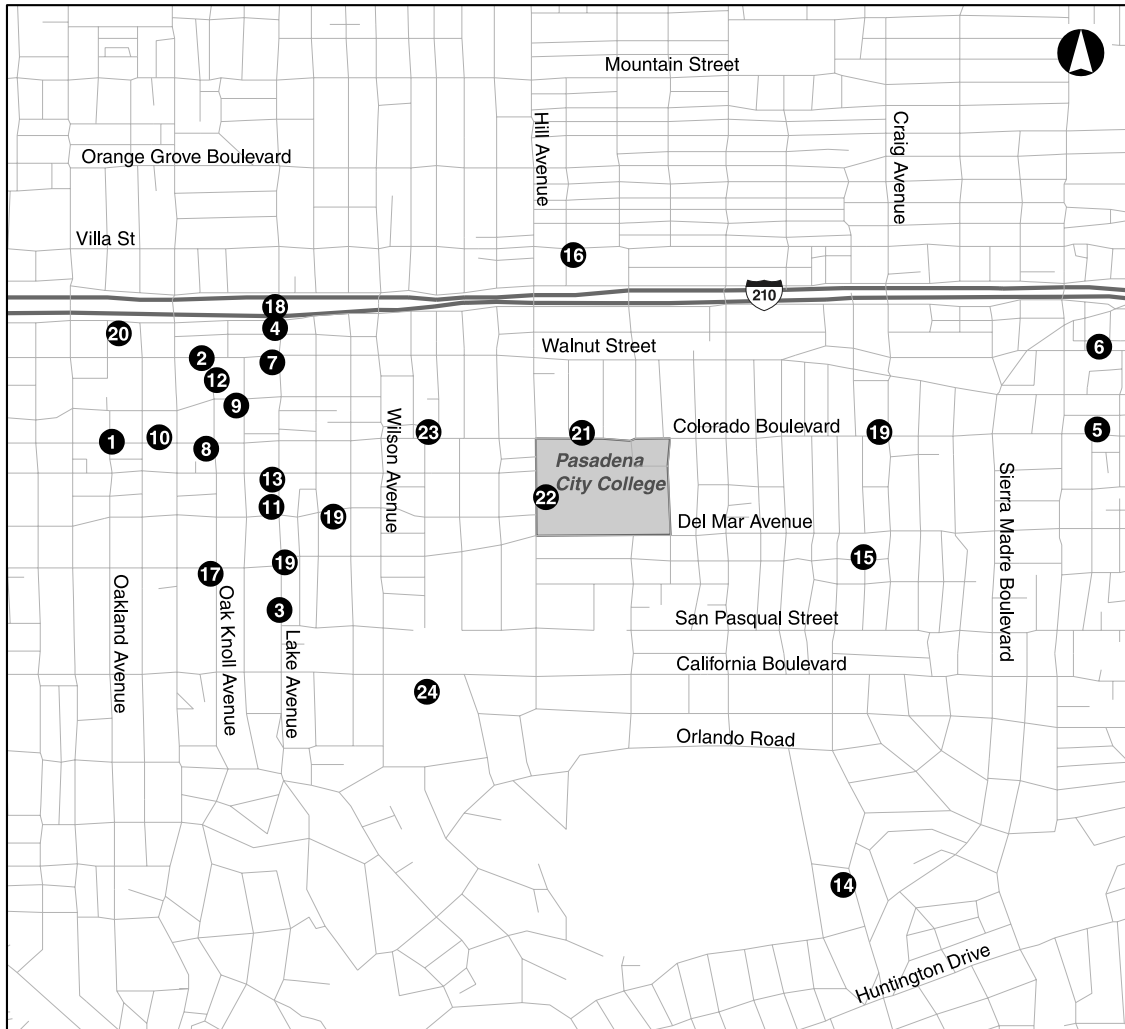 Mountain Street
Hill Avenue
Craig Avenue
Orange Grove Boulevard
Villa St
16
210
18
4
20
Walnut Street
6
2
7
12
9
Wilson Avenue
23
21
Colorado Boulevard
19
5
1
10
8
Pasadena
City College
13
22
11
19
Del Mar Avenue
Sierra Madre Boulevard
15
19
17
Oakland Avenue
Oak Knoll Avenue
3
San Pasqual Street
Lake Avenue
California Boulevard
24
Orlando Road
14
Huntington Drive